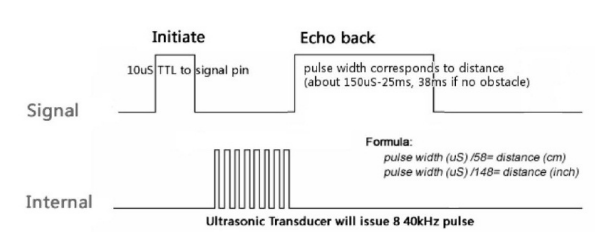 Initiate
Echo back
10uS TTL to signal pin
pulse width corresponds to distance
(about 150uS-25ms, 38ms if no obstacle)
Signal
Formula:
pulse width (uS) /58= distance (cm)
pulse width (uS) /148= distance (inch)
Internal
Ultrasonic Transducer will issue 8 40kHz pulse